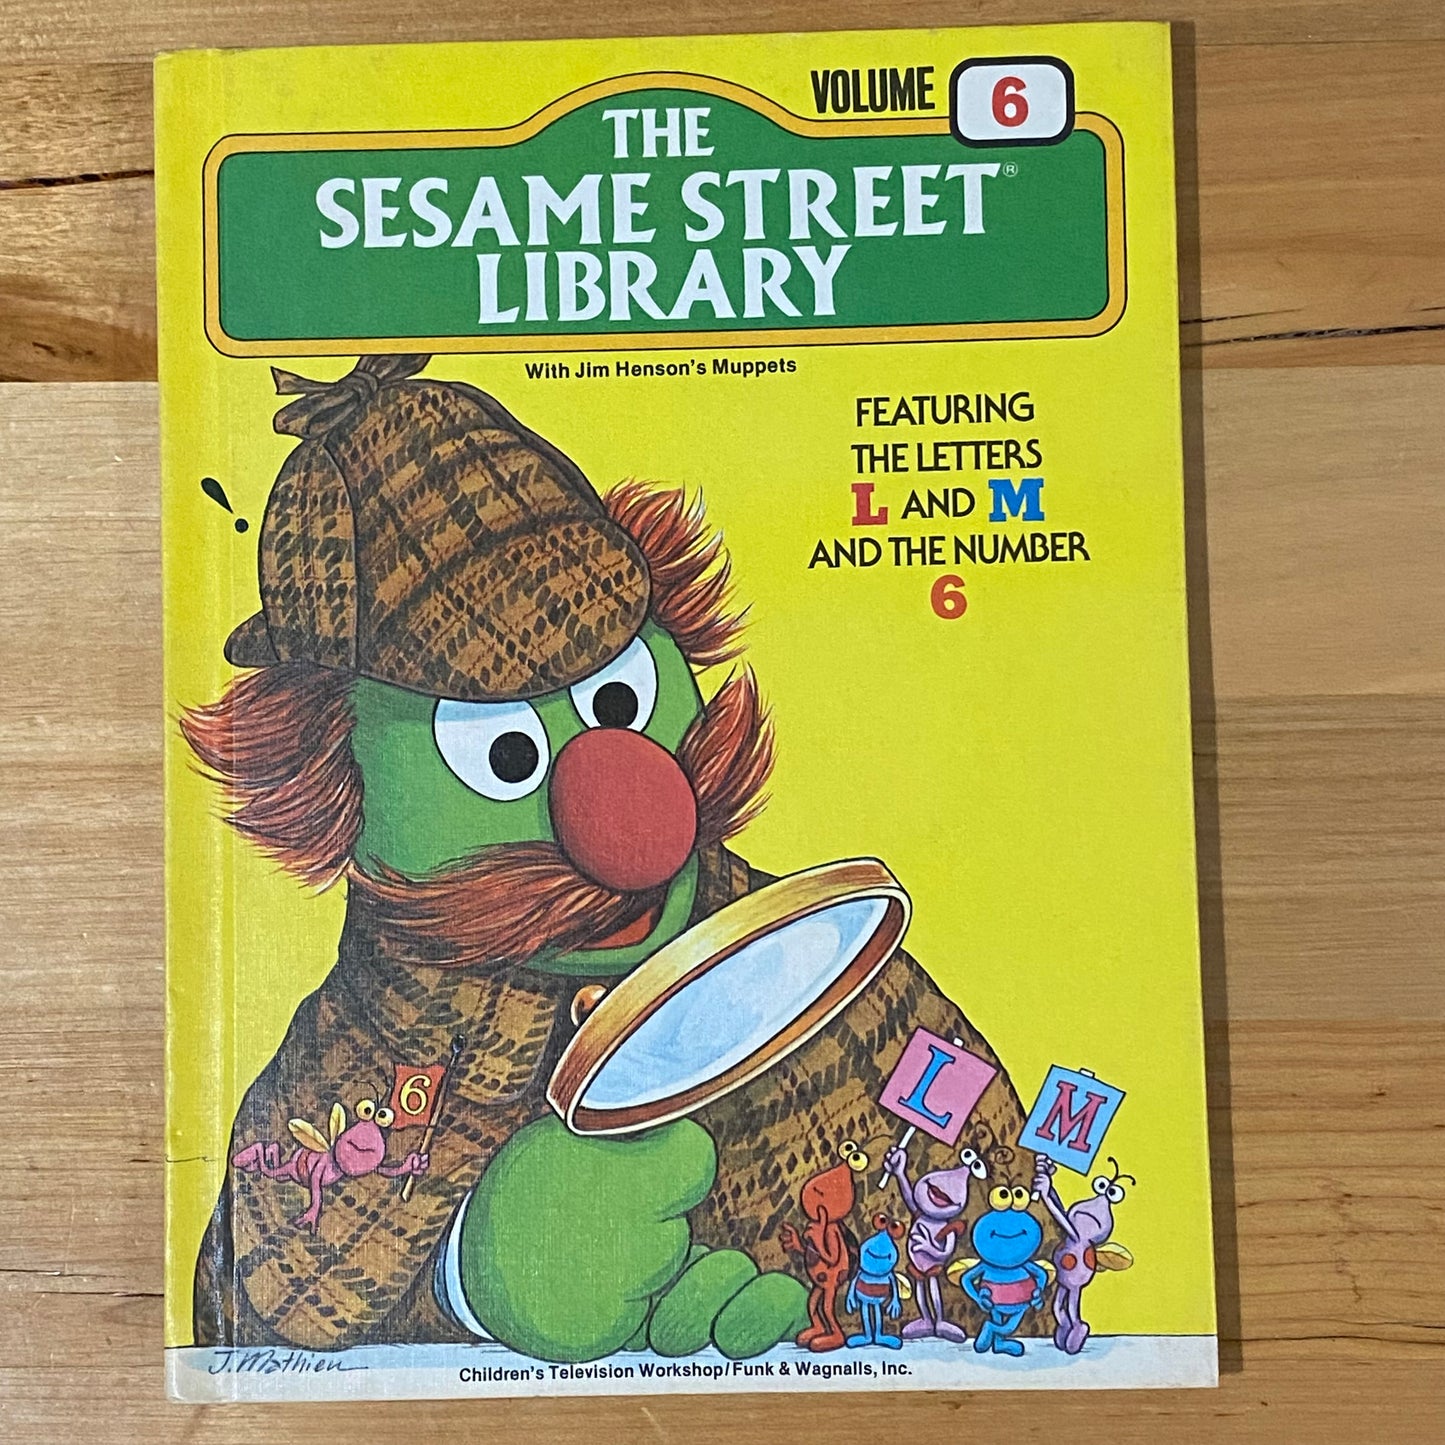 VOLUME 6
THE
SESAME STREET®
LIBRARY
With Jim Henson's Muppets
FEATURING
THE LETTERS
L AND M
AND THE NUMBER
6
!
6
L
M
J. Mathieu
Children's Television Workshop/Funk & Wagnalls, Inc.